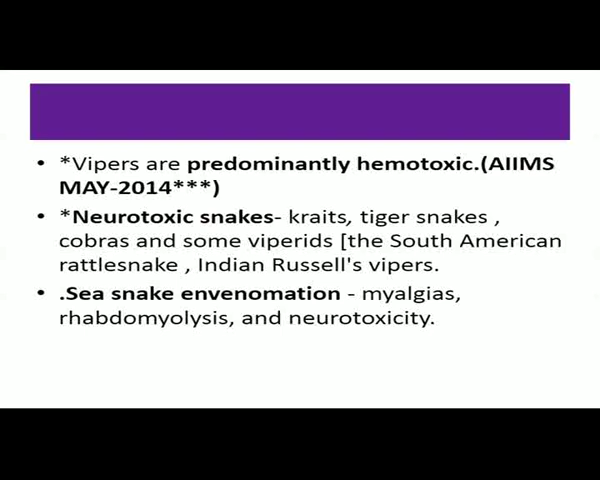 • *Vipers are predominantly hemotoxic.(AIIMS
MAY-2014***)
• *Neurotoxic snakes- kraits, tiger snakes ,
cobras and some viperids [the South American
rattlesnake , Indian Russell's vipers.
• .Sea snake envenomation - myalgias,
rhabdomyolysis, and neurotoxicity.